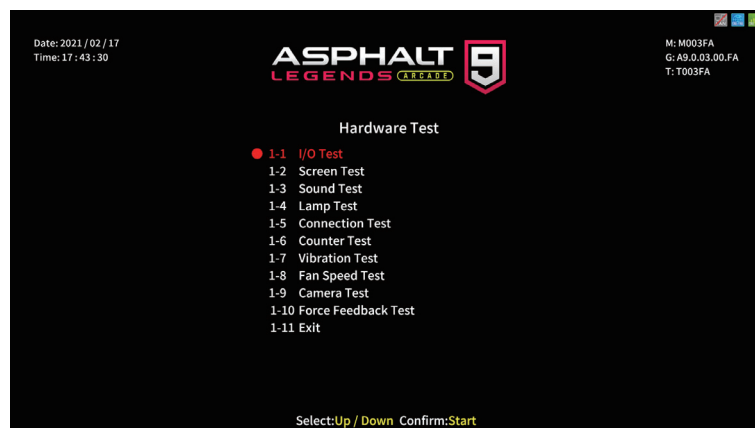 Date: 2021 / 02 / 17
Time: 17 : 43 : 30
ASPHALT 9
LEGENDS ARCADE
M: M003FA
G: A9.0.03.00.FA
T: T003FA
Hardware Test
1-1 I/O Test
1-2 Screen Test
1-3 Sound Test
1-4 Lamp Test
1-5 Connection Test
1-6 Counter Test
1-7 Vibration Test
1-8 Fan Speed Test
1-9 Camera Test
1-10 Force Feedback Test
1-11 Exit
Select:Up / Down Confirm:Start